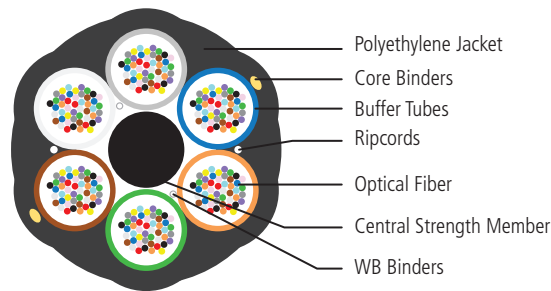 Polyethylene Jacket
Core Binders
Buffer Tubes
Ripcords
Optical Fiber
Central Strength Member
WB Binders